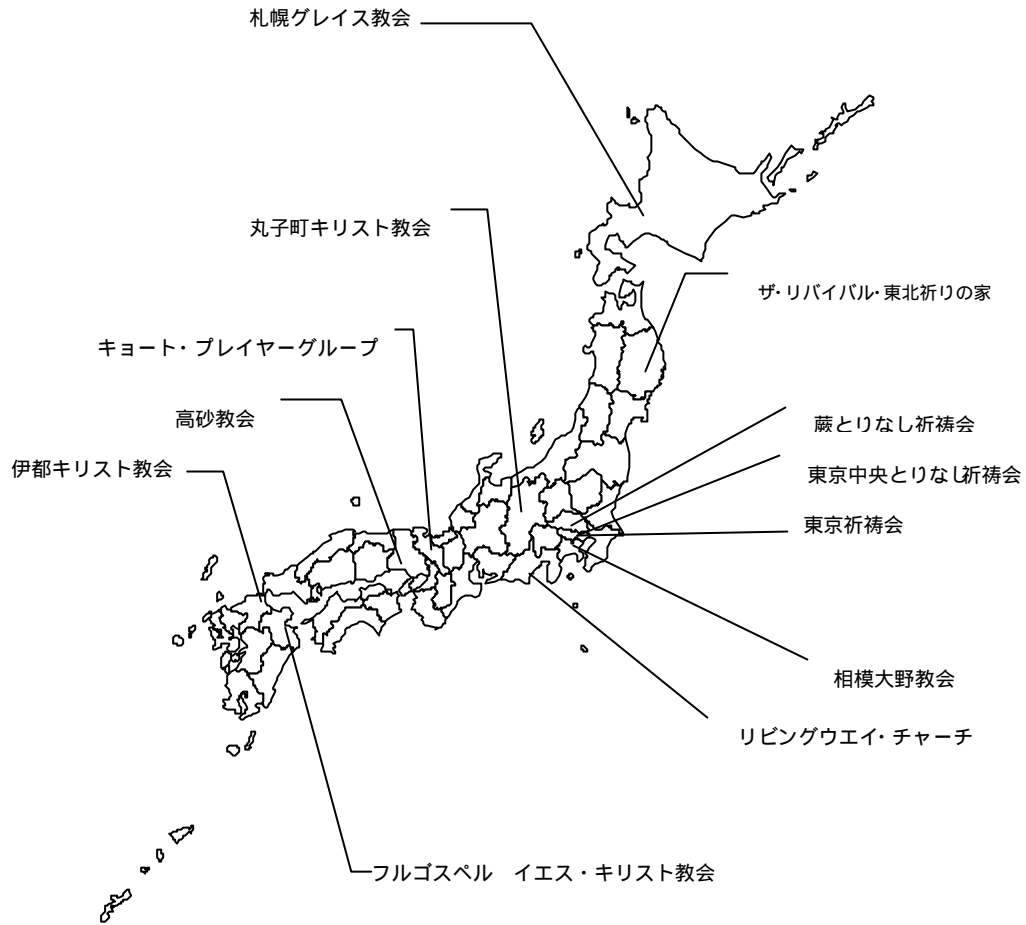 札幌グレイス教会
丸子町キリスト教会
ザ・リバイバル・東北祈りの家
キョート・プレイヤーグループ
高砂教会
蕨とりなし祈祷会
伊都キリスト教会
東京中央とりなし祈祷会
東京祈祷会
相模大野教会
リビングウエイ・チャーチ
フルゴスペル　イエス・キリスト教会